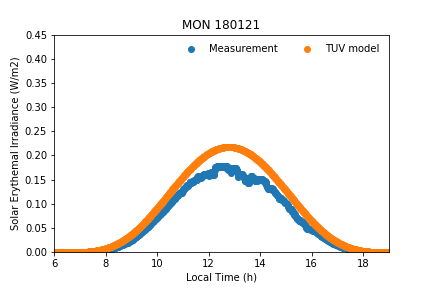 MON 180121
Measurement
TUV model
Solar Erythemal Irradiance (W/m2)
0.45
0.40
0.35
0.30
0.25
0.20
0.15
0.10
0.05
0.00
6 8 10 12 14 16 18
Local Time (h)